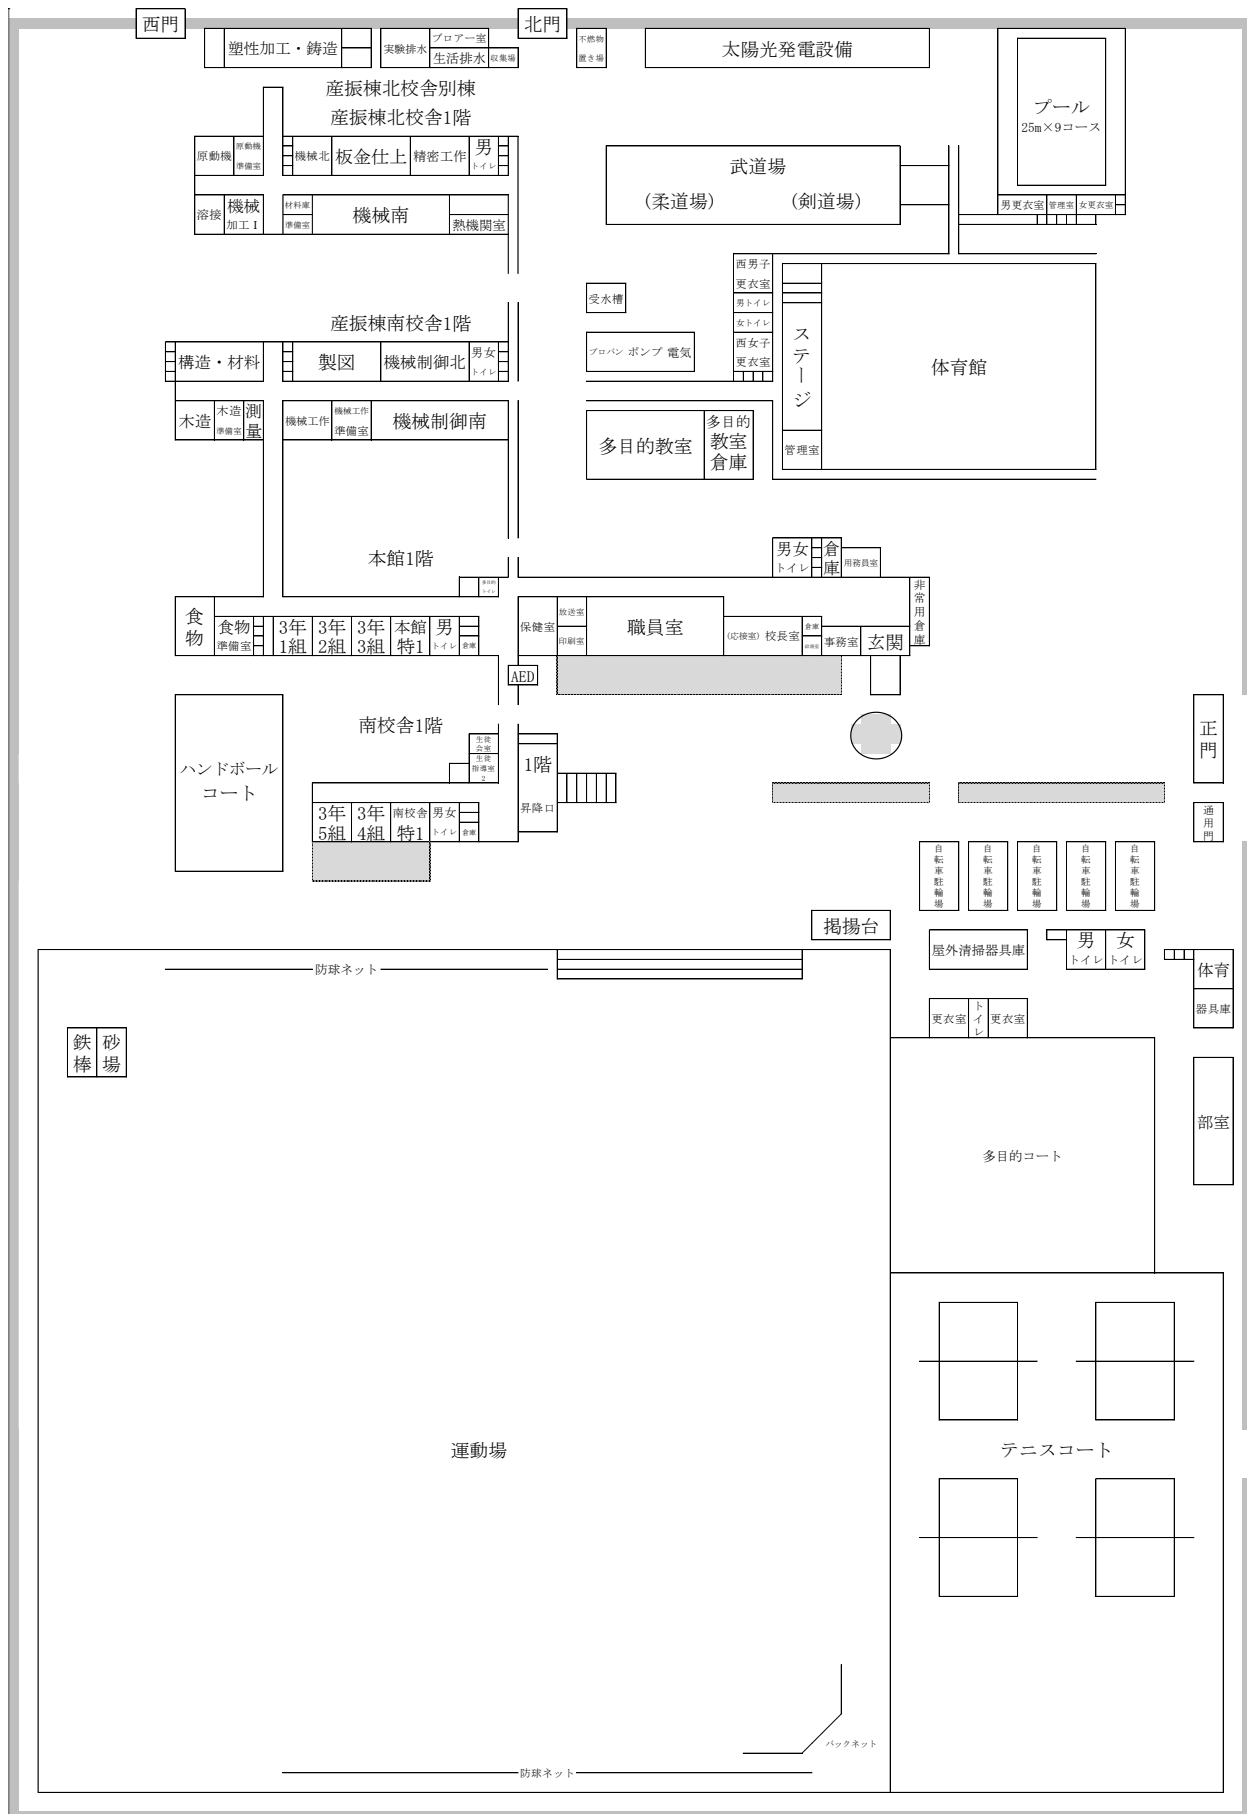 西門
北門
塑性加工・鋳造
実験排水
ブロアー室
生活排水
収集場
不燃物
置き場
太陽光発電設備
プール
25m×9コース
産振棟北校舎別棟
産振棟北校舎1階
原動機
原動機
準備室
機械北
板金仕上
精密工作
男
トイレ
溶接
機械
加工Ⅰ
材料庫
準備室
機械南
熱機関室
武道場
(柔道場)
(剣道場)
男更衣室
管理室
女更衣室
西男子
更衣室
男トイレ
女トイレ
西女子
更衣室
受水槽
プロパン ポンプ 電気
ステージ
管理室
体育館
産振棟南校舎1階
構造・材料
製図
機械制御北
男女
トイレ
木造
木造
準備室
測量
機械工作
機械工作
準備室
機械制御南
多目的教室
多目的
教室
倉庫
本館1階
多目的
トイレ
男女
トイレ
倉庫
用務員室
非常用倉庫
食物
食物
準備室
3年
1組
3年
2組
3年
3組
本館
特1
男
トイレ
倉庫
保健室
放送室
印刷室
職員室
(応接室) 校長室
倉庫
事務室
玄関
AED
南校舎1階
生徒
会室
生徒
指導室
2
1階
昇降口
ハンドボール
コート
3年
5組
3年
4組
南校舎
特1
男女
トイレ
倉庫
正門
通用門
自転車駐輪場
自転車駐輪場
自転車駐輪場
自転車駐輪場
自転車駐輪場
掲揚台
屋外清掃器具庫
男
トイレ
女
トイレ
体育
器具庫
更衣室
トイレ
更衣室
防球ネット
鉄棒
砂場
部室
多目的コート
運動場
テニスコート
バックネット
防球ネット